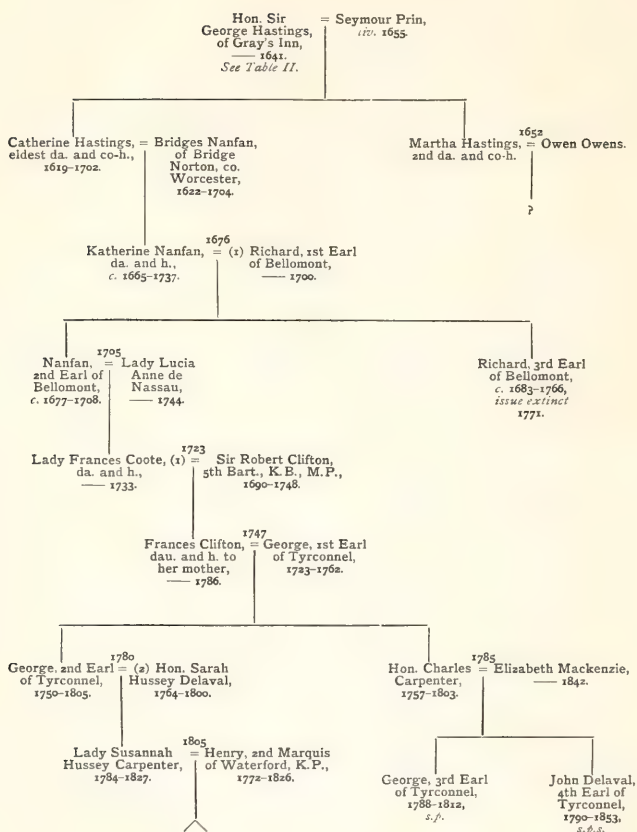 Hon. Sir = Seymour Prin,
George Hastings, liv. 1655.
of Gray's Inn,
—— 1641.
See Table II.
Catherine Hastings, = Bridges Nanfan,
eldest da. and co-h., of Bridge
1619-1702. Norton, co.
Worcester,
1622-1704.
1652
Martha Hastings, = Owen Owens.
2nd da. and co-h.
?
1676
Katherine Nanfan, = (1) Richard, 1st Earl
da. and h., of Bellomont,
c. 1665-1737. —— 1700.
1705
Nanfan, = Lady Lucia
2nd Earl of Anne de
Bellomont, Nassau,
c. 1677-1708. —— 1744.
Richard, 3rd Earl
of Bellomont,
c. 1683-1766,
issue extinct
1771.
1723
Lady Frances Coote, (1) = Sir Robert Clifton,
da. and h., 5th Bart., K.B., M.P.,
—— 1733. 1690-1748.
1747
Frances Clifton, = George, 1st Earl
dau. and h. to of Tyrconnel,
her mother, 1723-1762.
—— 1786.
1780
George, 2nd Earl = (2) Hon. Sarah
of Tyrconnel, Hussey Delaval,
1750-1805. 1764-1800.
1785
Hon. Charles = Elizabeth Mackenzie,
Carpenter, —— 1842.
1757-1803.
1805
Lady Susannah = Henry, 2nd Marquis
Hussey Carpenter, of Waterford, K.P.,
1784-1827. 1772-1826.
George, 3rd Earl
of Tyrconnel,
1788-1812,
s.p.
John Delaval,
4th Earl of
Tyrconnel,
1790-1853,
s.p.s.